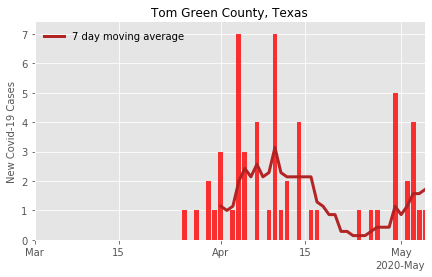 Tom Green County, Texas
7 day moving average
New Covid-19 Cases
7
6
5
4
3
2
1
0
Mar 15 Apr 15 May
2020-May